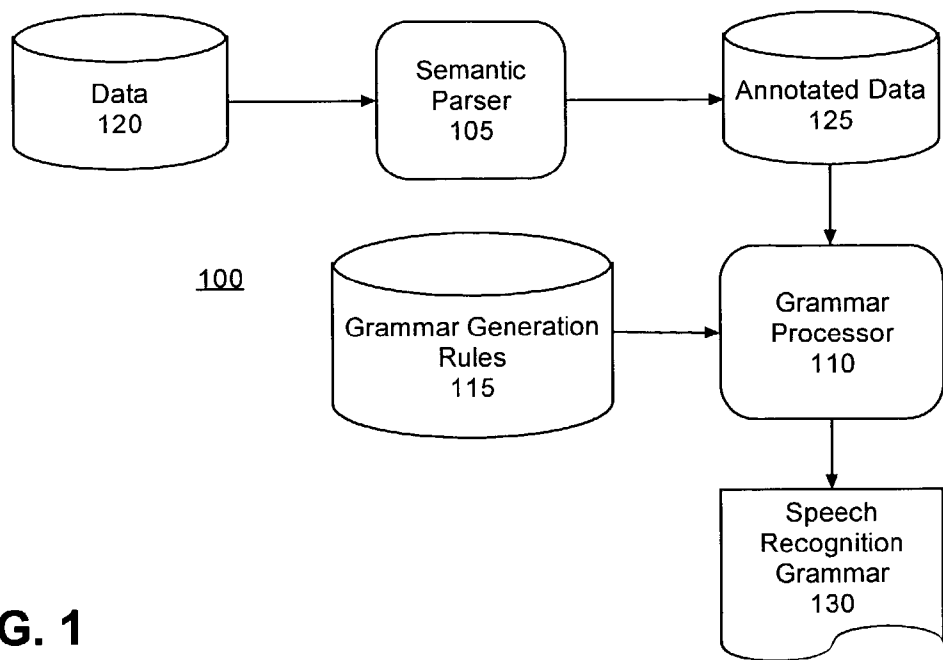 Data
120
Semantic
Parser
105
Annotated Data
125
100
Grammar Generation
Rules
115
Grammar
Processor
110
Speech
Recognition
Grammar
130
G. 1